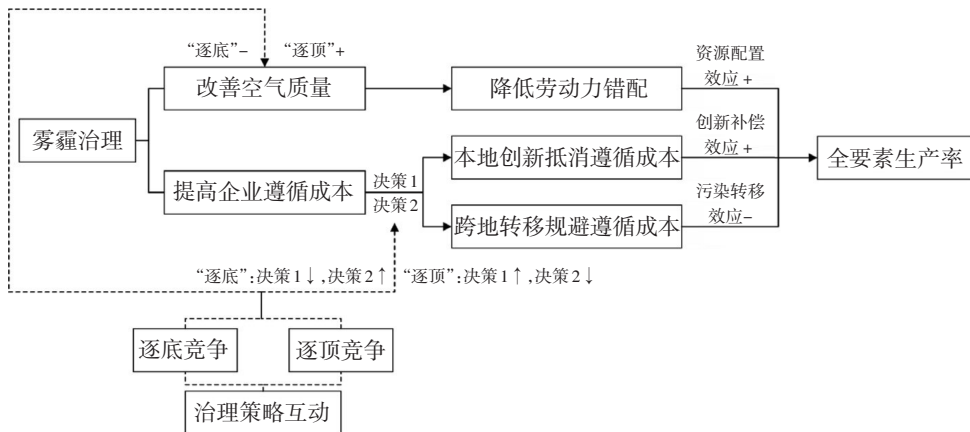 “逐底”−
“逐顶”+
资源配置
效应+
改善空气质量
降低劳动力错配
雾霾治理
创新补偿
效应+
本地创新抵消遵循成本
全要素生产率
提高企业遵循成本
决策1
决策2
污染转移
效应−
跨地转移规避遵循成本
“逐底”:决策1↓,决策2↑
“逐顶”:决策1↑,决策2↓
逐底竞争
逐顶竞争
治理策略互动